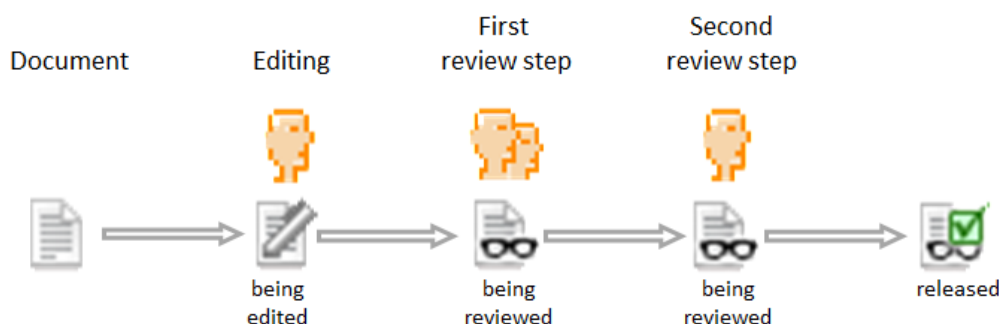 Document
Editing
First
review step
Second
review step
being
edited
being
reviewed
being
reviewed
released